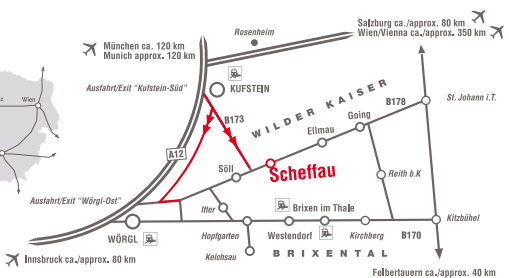 Salzburg ca./approx. 80 km
Wien/Vienna ca./approx. 350 km
Rosenheim
München ca. 120 km
Munich approx. 120 km
Ausfahrt/Exit "Kufstein-Süd"
KUFSTEIN
Wien
B173
WILDER KAISER
B178
St. Johann i.T.
Going
Ellmau
A12
Scheffau
Söll
Reith b.K
Ausfahrt/Exit "Wörgl-Ost"
Itter
Brixen im Thale
Kitzbühel
WÖRGL
Hopfgarten
Westendorf
Kirchberg
B170
Kelchsau
BRIXENTAL
Innsbruck ca./approx. 80 km
Felbertauern ca./approx. 40 km